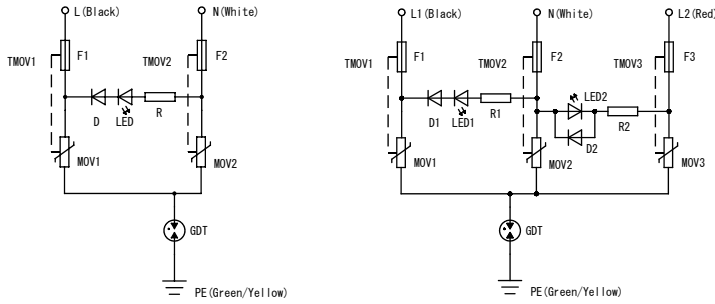 L(Black)
N(White)
F1
F2
TMOV1
TMOV2
D
LED
R
MOV1
MOV2
GDT
PE(Green/Yellow)
L1(Black)
N(White)
L2(Red)
F1
F2
F3
TMOV1
TMOV2
TMOV3
LED2
D1
LED1
R1
R2
D2
MOV1
MOV2
MOV3
GDT
PE(Green/Yellow)